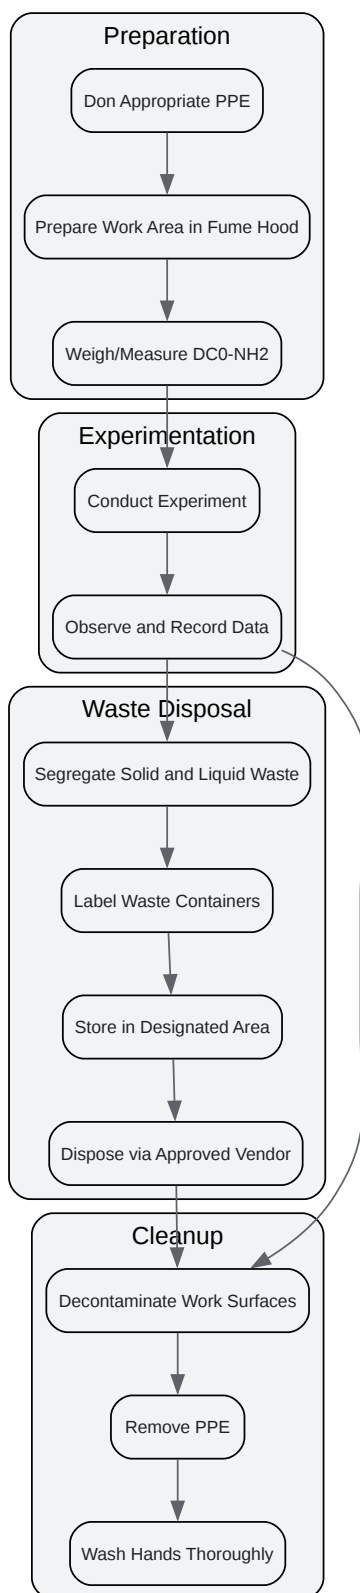 Preparation
Don Appropriate PPE
Prepare Work Area in Fume Hood
Weigh/Measure DC0-NH2
Experimentation
Conduct Experiment
Observe and Record Data
Waste Disposal
Segregate Solid and Liquid Waste
Label Waste Containers
Store in Designated Area
Dispose via Approved Vendor
Cleanup
Decontaminate Work Surfaces
Remove PPE
Wash Hands Thoroughly